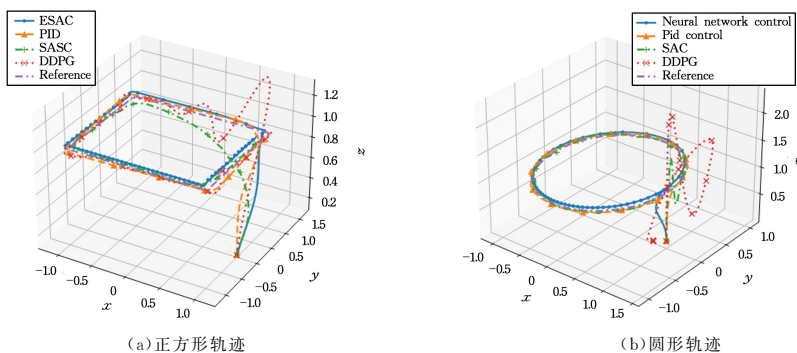 ESAC
PID
SASC
DDPG
Reference
1.2
1.0
0.8
0.6
0.4
0.2
z
1.5
1.0
0.5
0
−0.5
−1.0
y
−1.0
−0.5
0
0.5
1.0
x
(a)正方形轨迹
Neural network control
Pid control
SAC
DDPG
Reference
2.0
1.5
1.0
0.5
1.0
0.5
0
−0.5
−1.0
y
−1.0
−0.5
0
0.5
1.0
1.5
x
(b)圆形轨迹